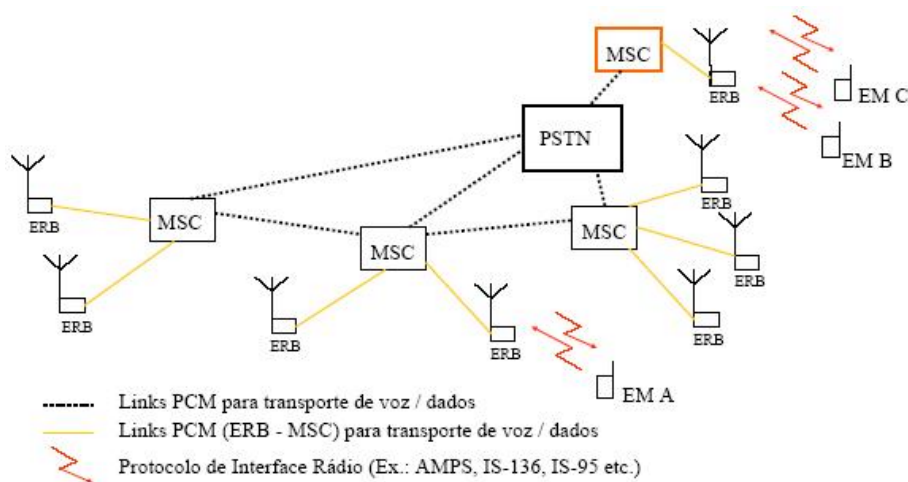 MSC
ERB
EM C
EM B
PSTN
ERB
MSC
ERB
MSC
MSC
ERB
ERB
ERB
ERB
ERB
ERB
EM A
Links PCM para transporte de voz / dados
Links PCM (ERB - MSC) para transporte de voz / dados
Protocolo de Interface Rádio (Ex.: AMPS, IS-136, IS-95 etc.)